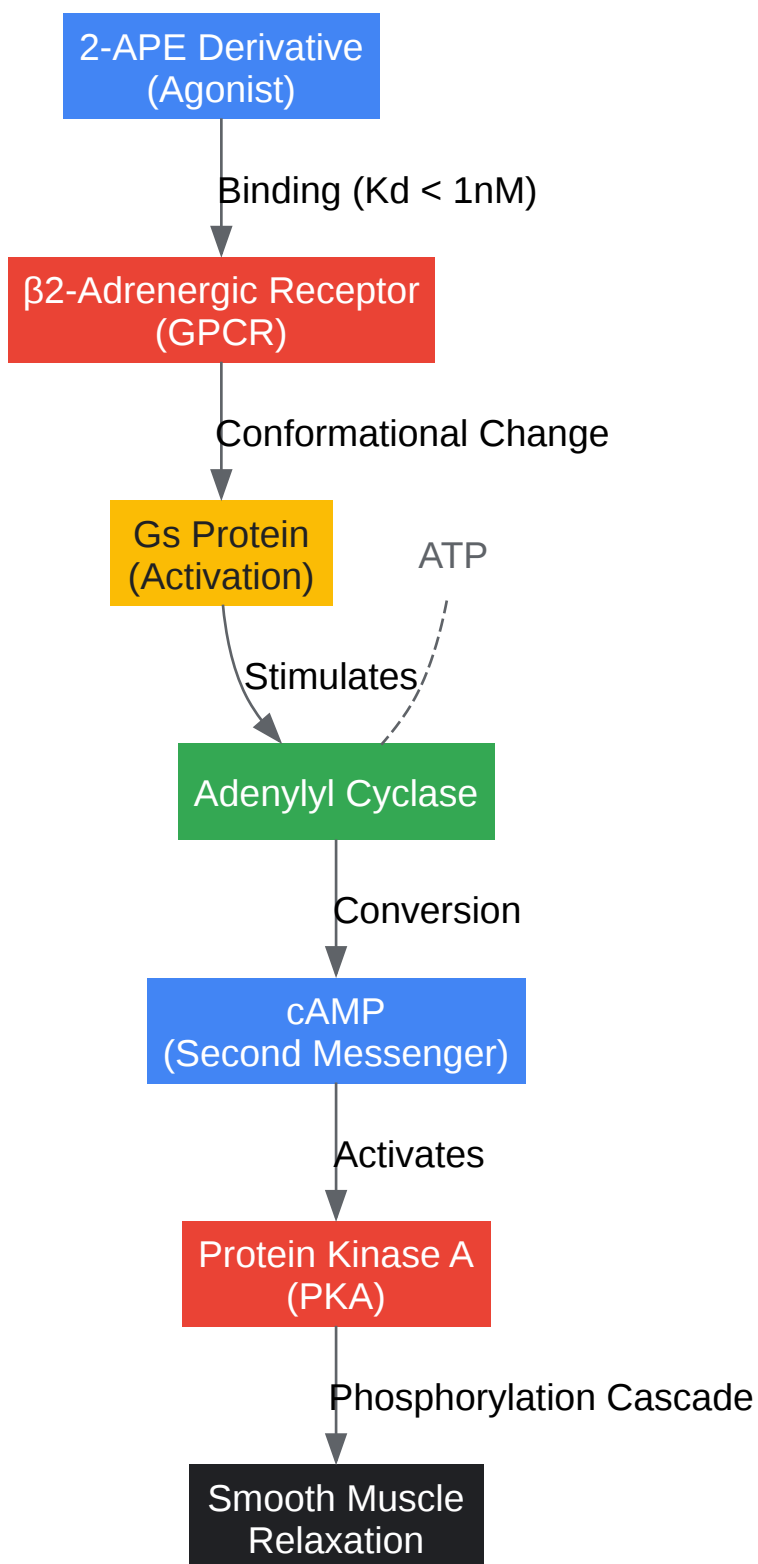 2-APE Derivative
(Agonist)
Binding (Kd < 1nM)
β2-Adrenergic Receptor
(GPCR)
Conformational Change
Gs Protein
(Activation)
ATP
Stimulates
Adenylyl Cyclase
Conversion
cAMP
(Second Messenger)
Activates
Protein Kinase A
(PKA)
Phosphorylation Cascade
Smooth Muscle
Relaxation